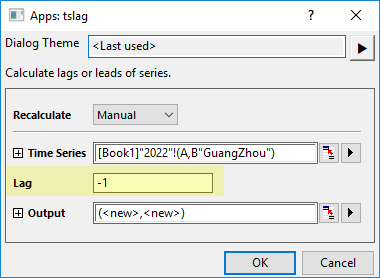 Apps: tslag
Dialog Theme <Last used>
Calculate lags or leads of series.
Recalculate Manual
Time Series [Book1]"2022"!(A,B"GuangZhou")
Lag -1
Output (<new>,<new>)
OK Cancel